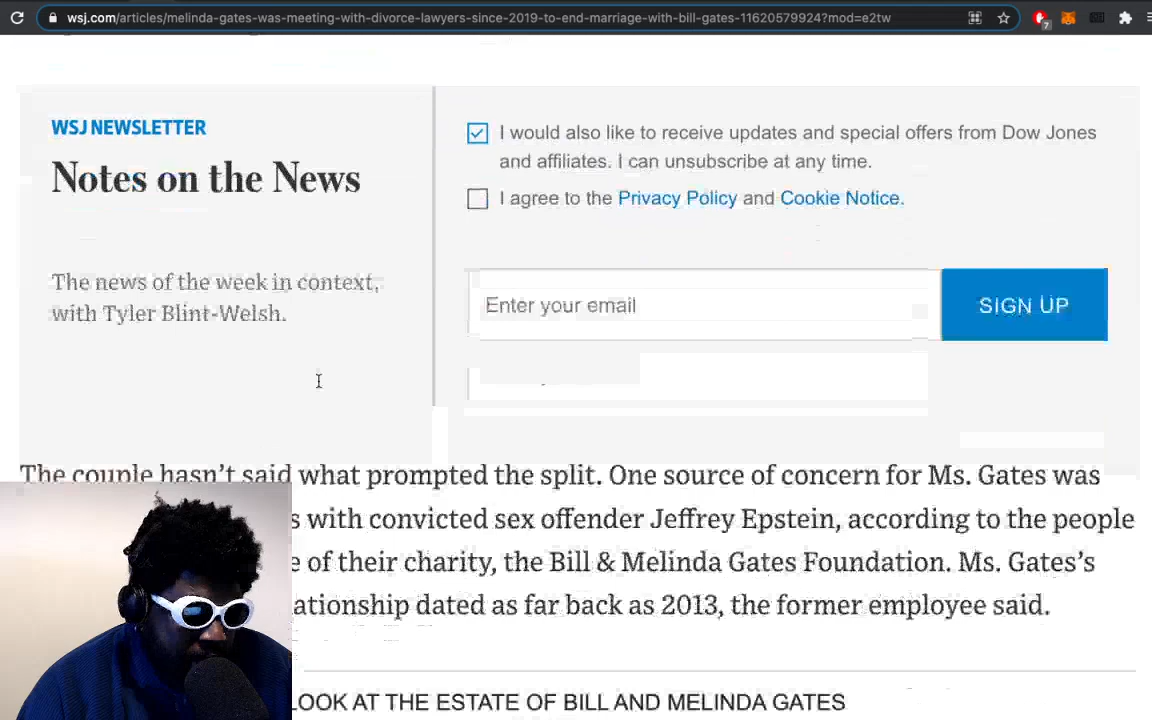 wsj.com/articles/melinda-gates-was-meeting-with-divorce-lawyers-since-2019-to-end-marriage-with-bill-gates-11620579924?mod=e2tw
7
WSJ NEWSLETTER
Notes on the News
The news of the week in context,
with Tyler Blint-Welsh.
I would also like to receive updates and special offers from Dow Jones
and affiliates. I can unsubscribe at any time.
I agree to the Privacy Policy and Cookie Notice.
Enter your email
SIGN UP
The couple hasn't said what prompted the split. One source of concern for Ms. Gates was
s with convicted sex offender Jeffrey Epstein, according to the people
e of their charity, the Bill & Melinda Gates Foundation. Ms. Gates's
ationship dated as far back as 2013, the former employee said.
LOOK AT THE ESTATE OF BILL AND MELINDA GATES